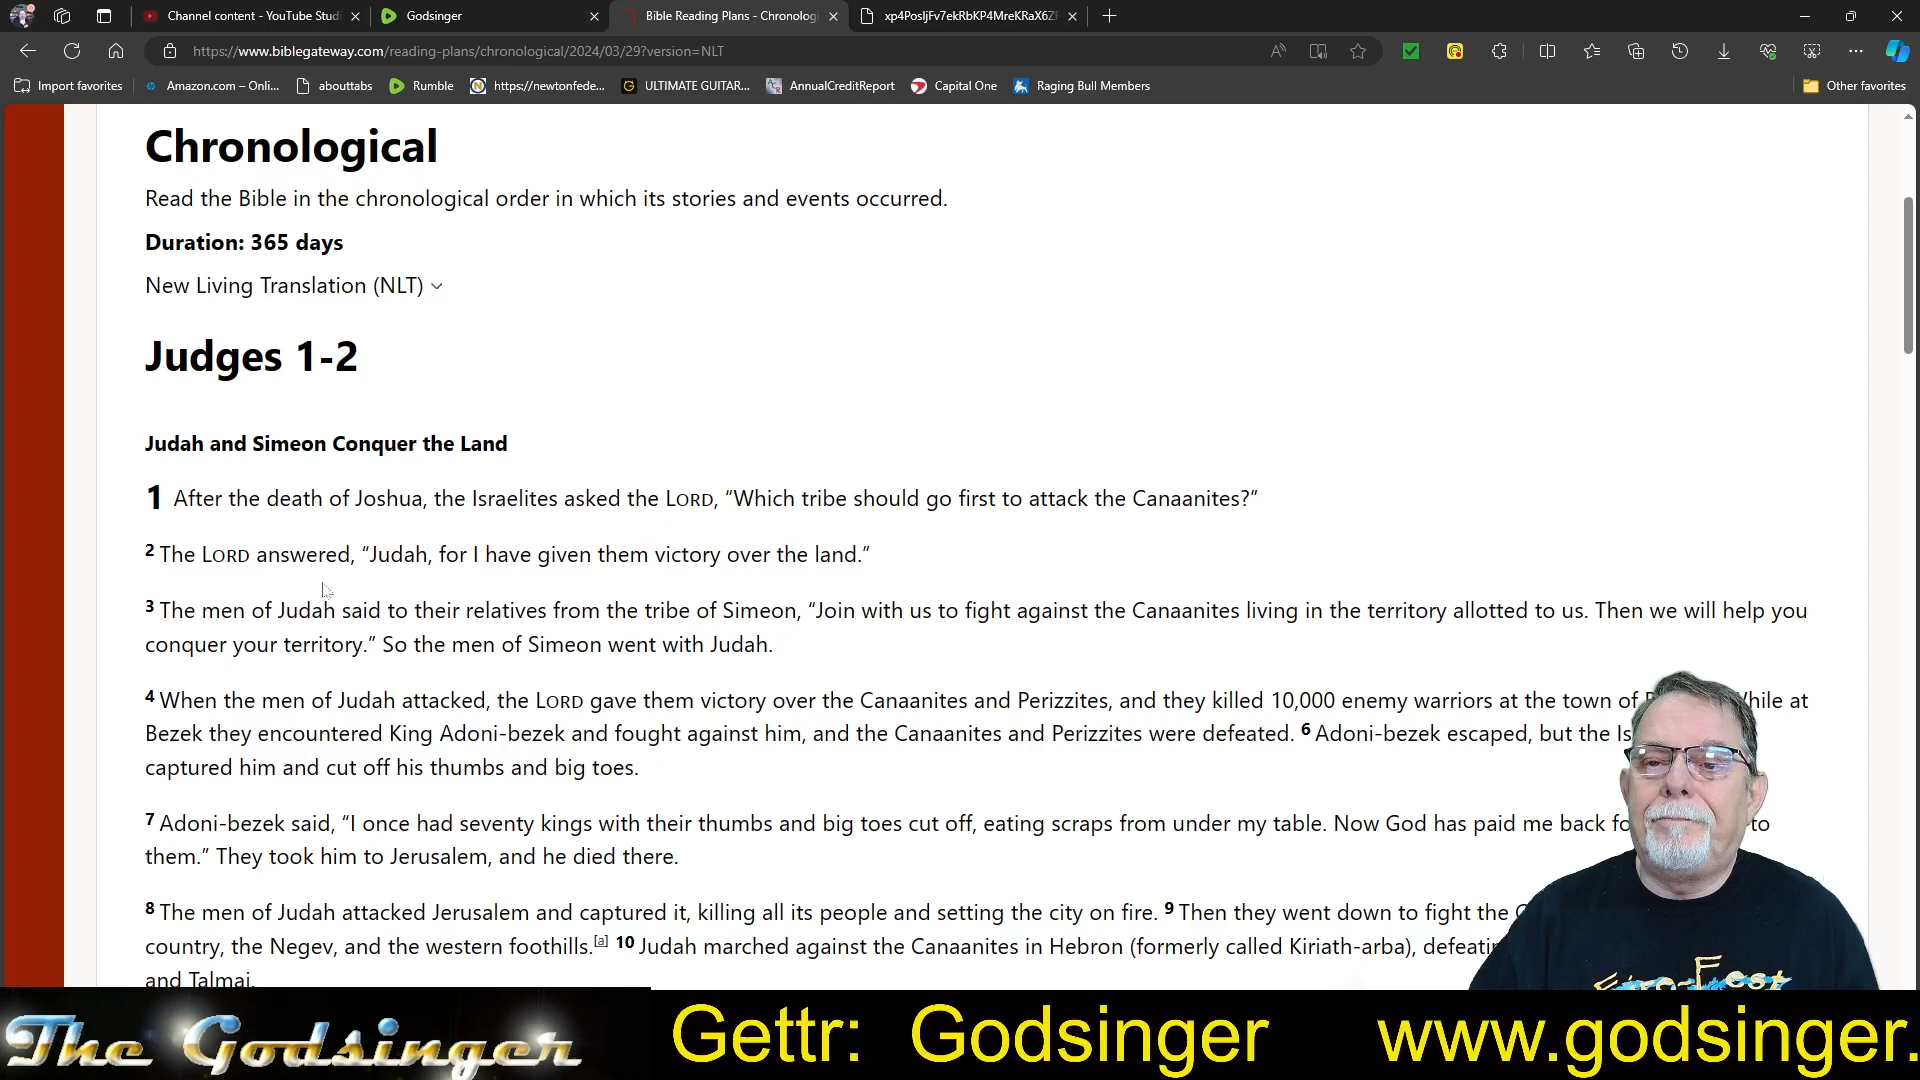 Channel content - YouTube Studi
Godsinger
Bible Reading Plans - Chronologi
xp4PosljFv7ekRbKP4MreKRaX6ZF
https://www.biblegateway.com/reading-plans/chronological/2024/03/29?version=NLT
Import favorites
Amazon.com – Onli...
abouttabs
Rumble
https://newtonfede...
ULTIMATE GUITAR...
AnnualCreditReport
Capital One
Raging Bull Members
Other favorites
Chronological
Read the Bible in the chronological order in which its stories and events occurred.
Duration: 365 days
New Living Translation (NLT)
Judges 1-2
Judah and Simeon Conquer the Land
1 After the death of Joshua, the Israelites asked the LORD, “Which tribe should go first to attack the Canaanites?”
2 The LORD answered, “Judah, for I have given them victory over the land.”
3 The men of Judah said to their relatives from the tribe of Simeon, “Join with us to fight against the Canaanites living in the territory allotted to us. Then we will help you
conquer your territory.” So the men of Simeon went with Judah.
4 When the men of Judah attacked, the LORD gave them victory over the Canaanites and Perizzites, and they killed 10,000 enemy warriors at the town of While at
Bezek they encountered King Adoni-bezek and fought against him, and the Canaanites and Perizzites were defeated. 6 Adoni-bezek escaped, but the
captured him and cut off his thumbs and big toes.
7 Adoni-bezek said, “I once had seventy kings with their thumbs and big toes cut off, eating scraps from under my table. Now God has paid me back to
them.” They took him to Jerusalem, and he died there.
8 The men of Judah attacked Jerusalem and captured it, killing all its people and setting the city on fire. 9 Then they went down to fight the
country, the Negev, and the western foothills.[a] 10 Judah marched against the Canaanites in Hebron (formerly called Kiriath-arba),
and Talmai.
The Godsinger
Gettr: Godsinger
www.godsinger.